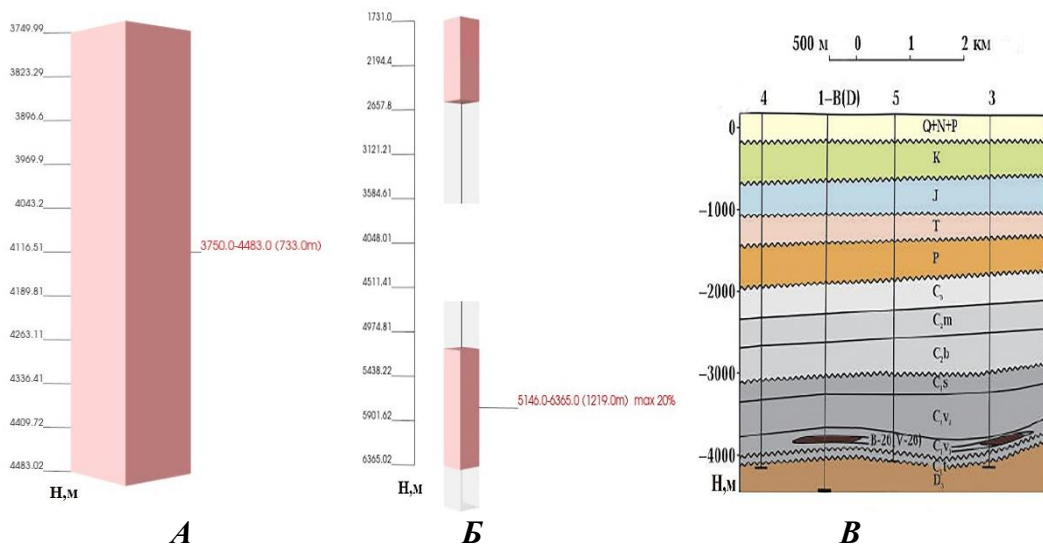 3749.99
3823.29
3896.6
3969.9
4043.2
4116.51
4189.81
4263.11
4336.41
4409.72
4483.02
Н,м
3750.0-4483.0 (733.0m)
А
1731.0
2194.4
2657.8
3121.21
3584.61
4048.01
4511.41
4974.81
5438.22
5901.62
6365.02
Н,м
5146.0-6365.0 (1219.0m) max 20%
Б
500 м 0 1 2 км
4 1–В(D) 5 3
0
–1000
–2000
–3000
–4000
Н,м
Q+N+P
K
J
T
P
C₃
C₂m
C₂b
C₁s
C₁v₂
В-26(V-26)
C₁v₁
C₁t
D₃
В